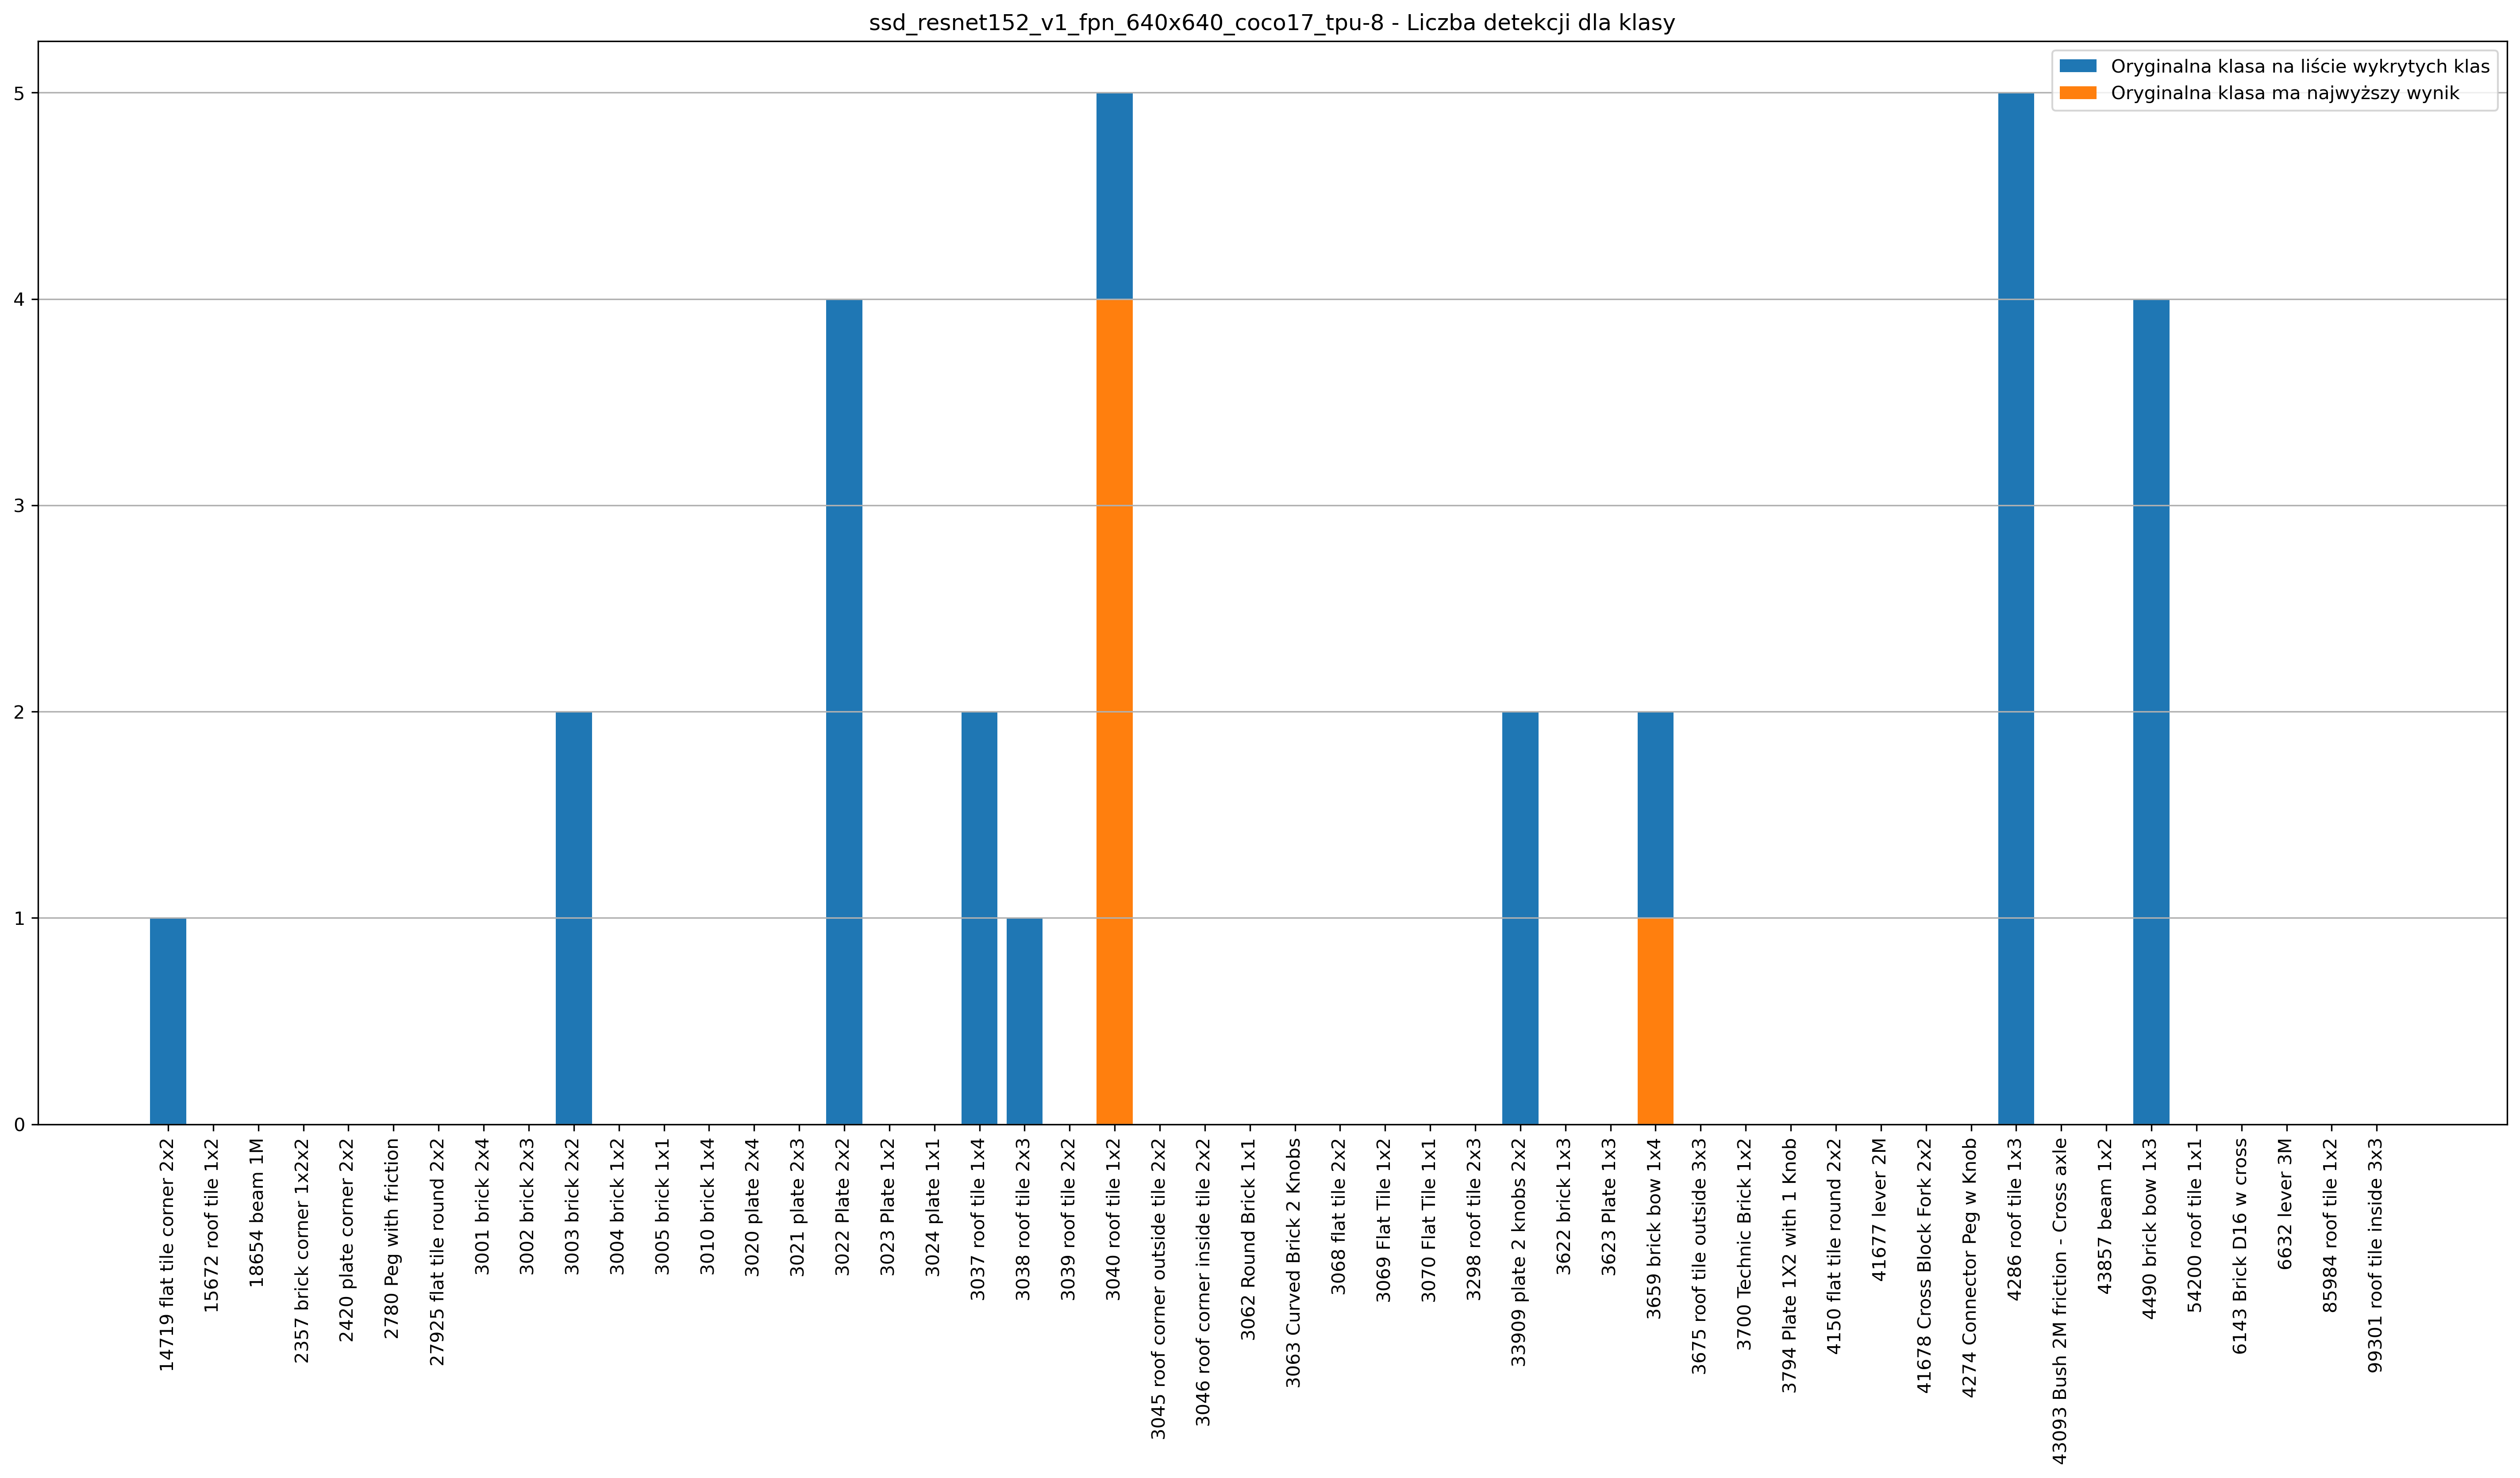 ssd_resnet152_v1_fpn_640x640_coco17_tpu-8 - Liczba detekcji dla klasy
Oryginalna klasa na liście wykrytych klas
Oryginalna klasa ma najwyższy wynik
5
4
3
2
1
0
14719 flat tile corner 2x2
15672 roof tile 1x2
18654 beam 1M
2357 brick corner 1x2x2
2420 plate corner 2x2
2780 Peg with friction
27925 flat tile round 2x2
3001 brick 2x4
3002 brick 2x3
3003 brick 2x2
3004 brick 1x2
3005 brick 1x1
3010 brick 1x4
3020 plate 2x4
3021 plate 2x3
3022 Plate 2x2
3023 Plate 1x2
3024 plate 1x1
3037 roof tile 1x4
3038 roof tile 2x3
3039 roof tile 2x2
3040 roof tile 1x2
3045 roof corner outside tile 2x2
3046 roof corner inside tile 2x2
3062 Round Brick 1x1
3063 Curved Brick 2 Knobs
3068 flat tile 2x2
3069 Flat Tile 1x2
3070 Flat Tile 1x1
3298 roof tile 2x3
33909 plate 2 knobs 2x2
3622 brick 1x3
3623 Plate 1x3
3659 brick bow 1x4
3675 roof tile outside 3x3
3700 Technic Brick 1x2
3794 Plate 1X2 with 1 Knob
4150 flat tile round 2x2
41677 lever 2M
41678 Cross Block Fork 2x2
4274 Connector Peg w Knob
4286 roof tile 1x3
43093 Bush 2M friction - Cross axle
43857 beam 1x2
4490 brick bow 1x3
54200 roof tile 1x1
6143 Brick D16 w cross
6632 lever 3M
85984 roof tile 1x2
99301 roof tile inside 3x3